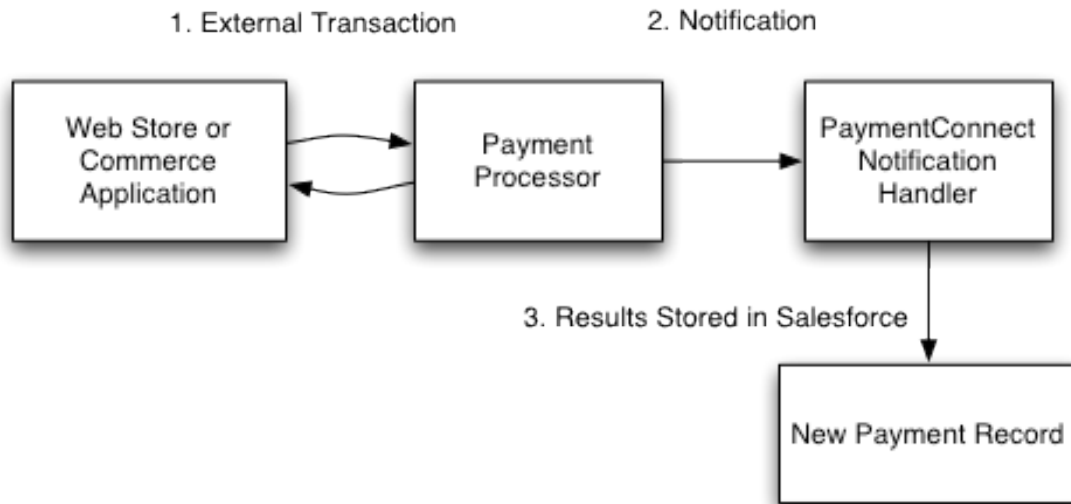 1. External Transaction
2. Notification
Web Store or
Commerce
Application
Payment
Processor
PaymentConnect
Notification
Handler
3. Results Stored in Salesforce
New Payment Record